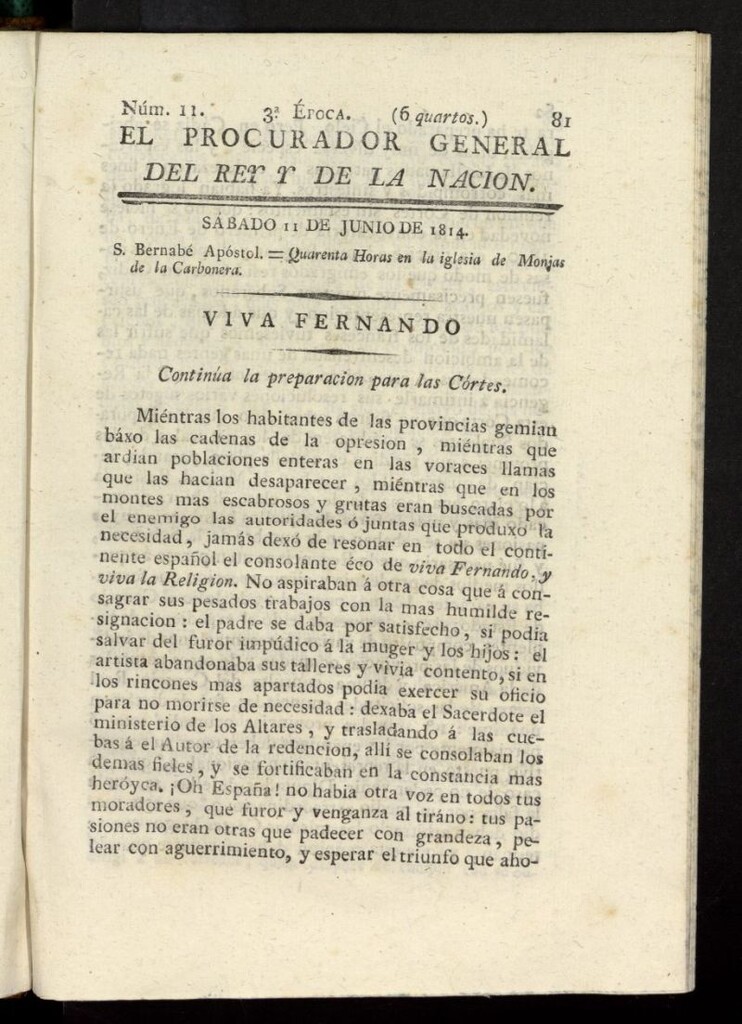 Núm. 11. 3ª ÉPOCA. (6 quartos.) 81
EL PROCURADOR GENERAL
DEL REY Y DE LA NACION.
SÁBADO 11 DE JUNIO DE 1814.
S. Bernabé Apóstol. = Quarenta Horas en la iglesia de Monjas
de la Carbonera.
VIVA FERNANDO
Continúa la preparacion para las Córtes.
Miéntras los habitantes de las provincias gemian
báxo las cadenas de la opresion, miéntras que
ardian poblaciones enteras en las voraces llamas
que las hacian desaparecer, miéntras que en los
montes mas escabrosos y grutas eran buscadas por
el enemigo las autoridades ó juntas que produxo la
necesidad, jamás dexó de resonar en todo el conti-
nente español el consolante éco de viva Fernando, y
viva la Religion. No aspiraban á otra cosa que á con-
sagrar sus pesados trabajos con la mas humilde re-
signacion: el padre se daba por satisfecho, si podia
salvar del furor impúdico á la muger y los hijos: el
artista abandonaba sus talleres y vivia contento, si en
los rincones mas apartados podia exercer su oficio
para no morirse de necesidad: dexaba el Sacerdote el
ministerio de los Altares, y trasladando á las cue-
bas á el Autor de la redencion, allí se consolaban los
demas fieles, y se fortificaban en la constancia mas
heróyca. ¡Oh España! no habia otra voz en todos tus
moradores, que furor y venganza al tiráno: tus pa-
siones no eran otras que padecer con grandeza, pe-
lear con aguerrimiento, y esperar el triunfo que aho-